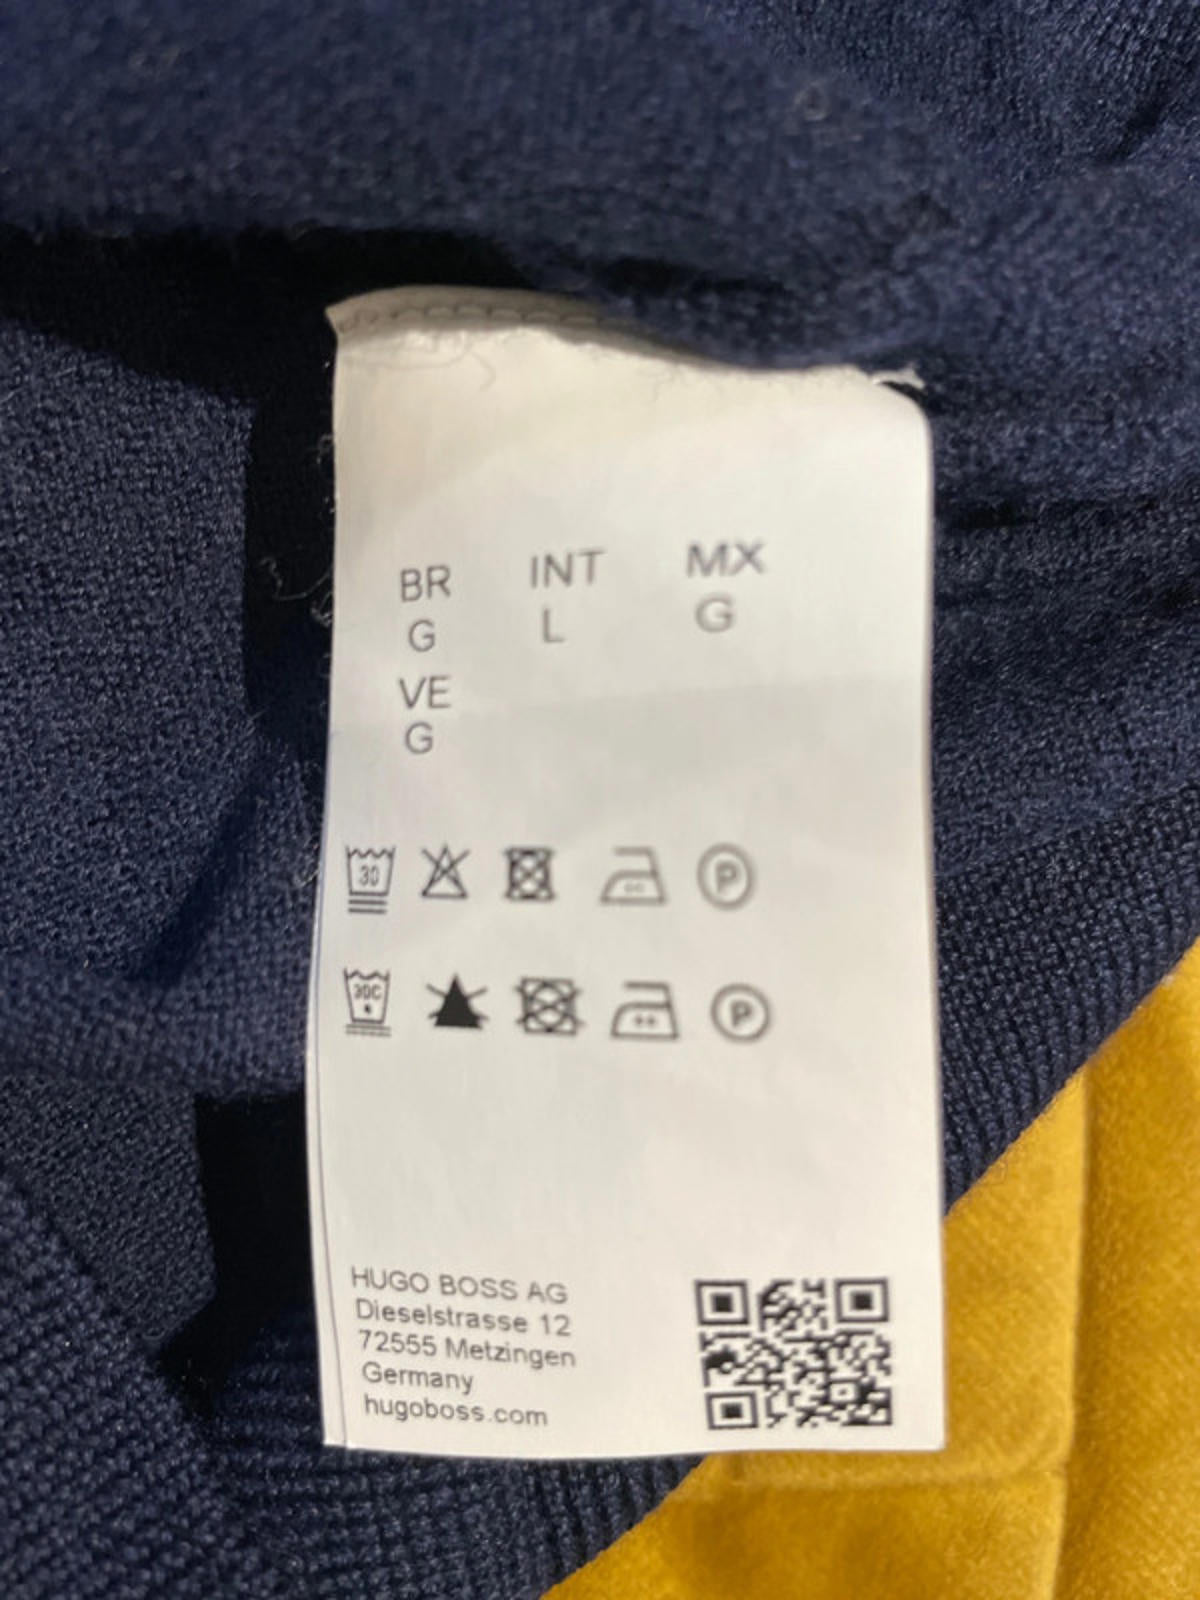 BR INT MX
G L G
VE
G
30 P
30C P
HUGO BOSS AG
Dieselstrasse 12
72555 Metzingen
Germany
hugoboss.com